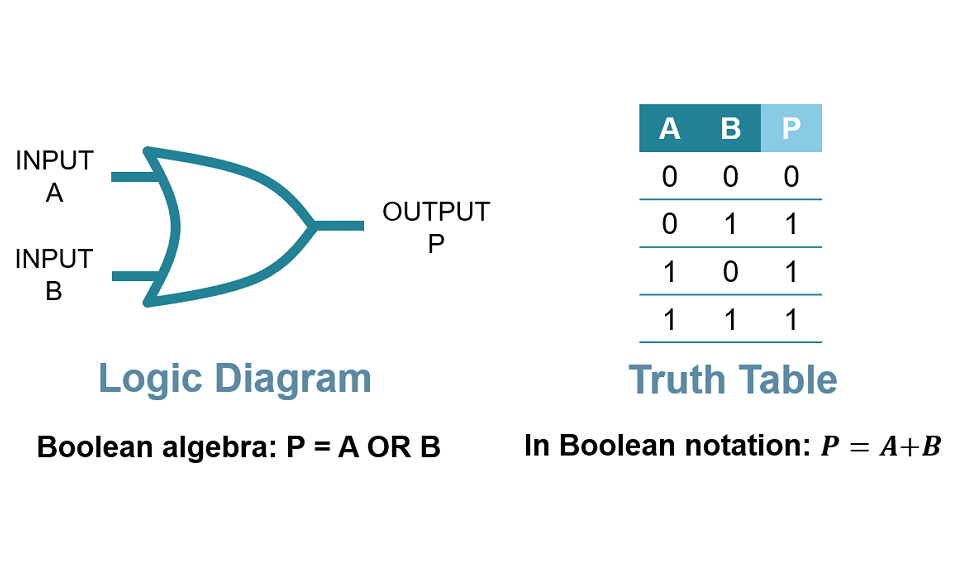 INPUT
A
INPUT
B
OUTPUT
P
Logic Diagram
Boolean algebra: P = A OR B
A B P
0 0 0
0 1 1
1 0 1
1 1 1
Truth Table
In Boolean notation: P = A+B